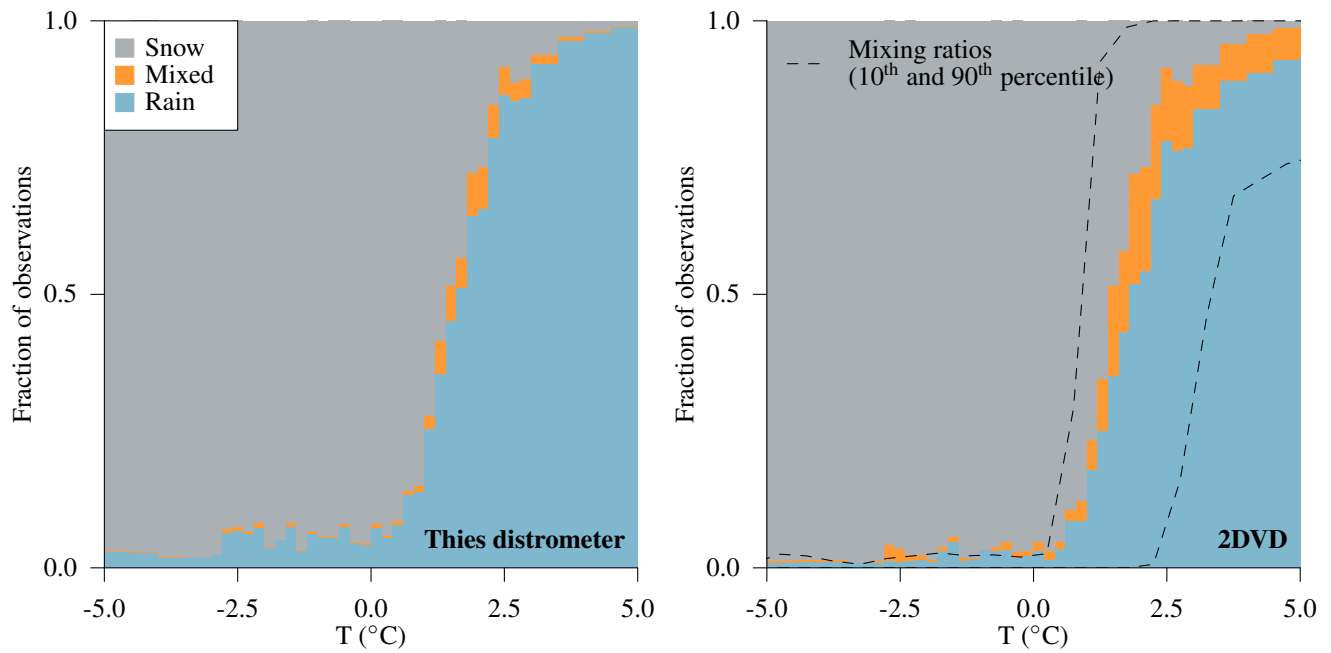 1.0
0.5
0.0
Fraction of observations
Snow
Mixed
Rain
Thies distrometer
-5.0 -2.5 0.0 2.5 5.0
T (°C)
1.0
0.5
0.0
Fraction of observations
Mixing ratios
(10th and 90th percentile)
2DVD
-5.0 -2.5 0.0 2.5 5.0
T (°C)